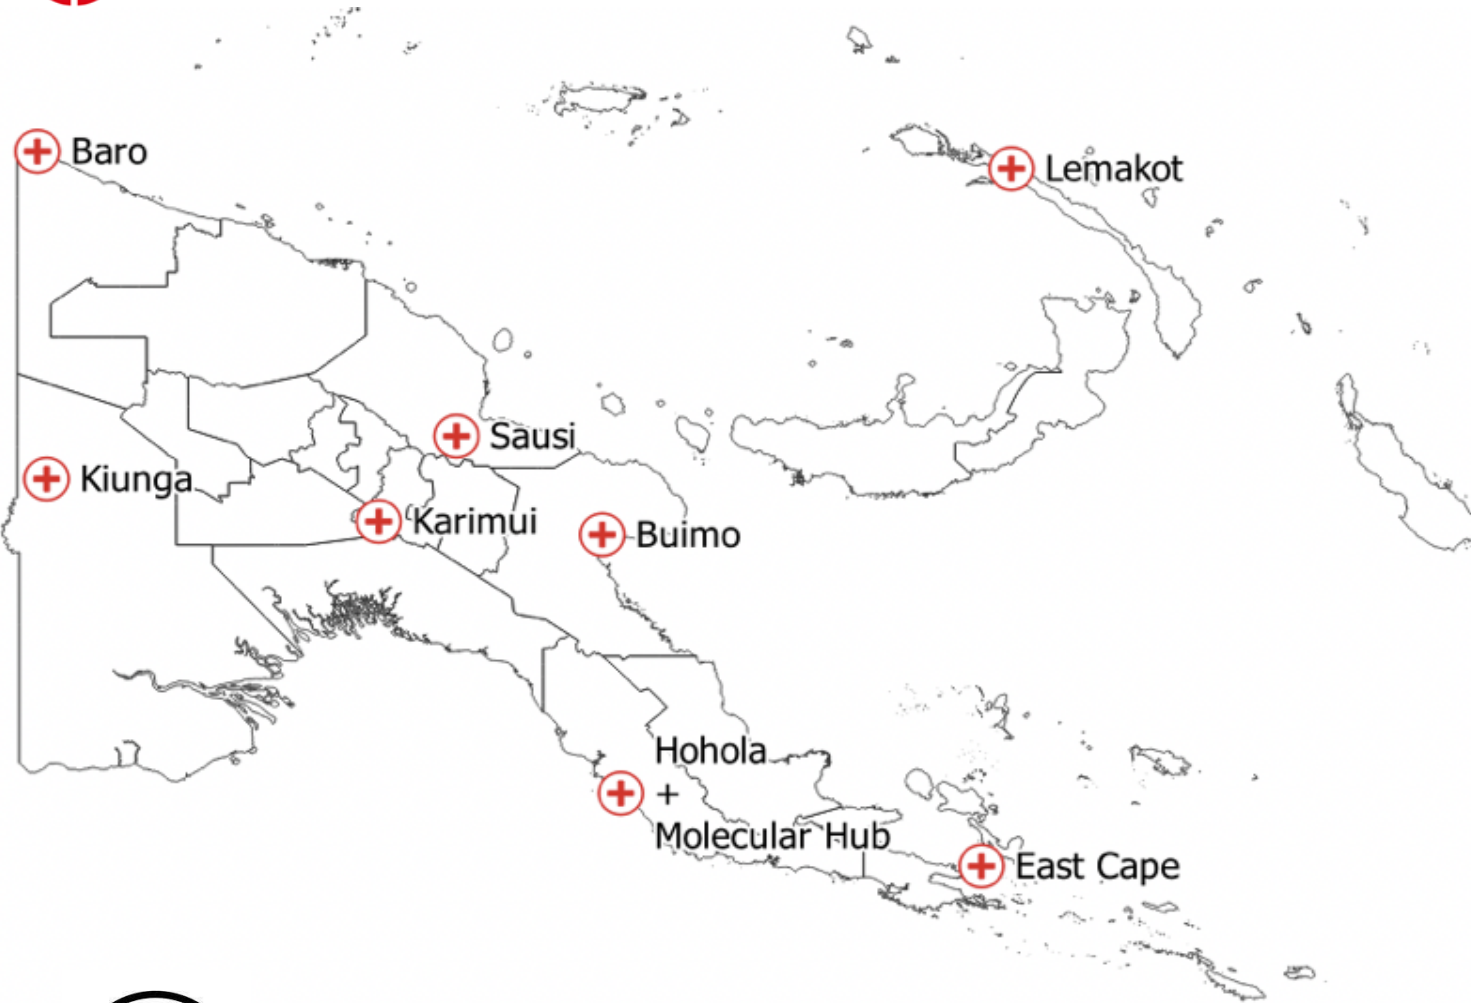 Baro
Lemakot
Sausi
Kiunga
Karimui
Buimo
Hohola
+
Molecular Hub
East Cape